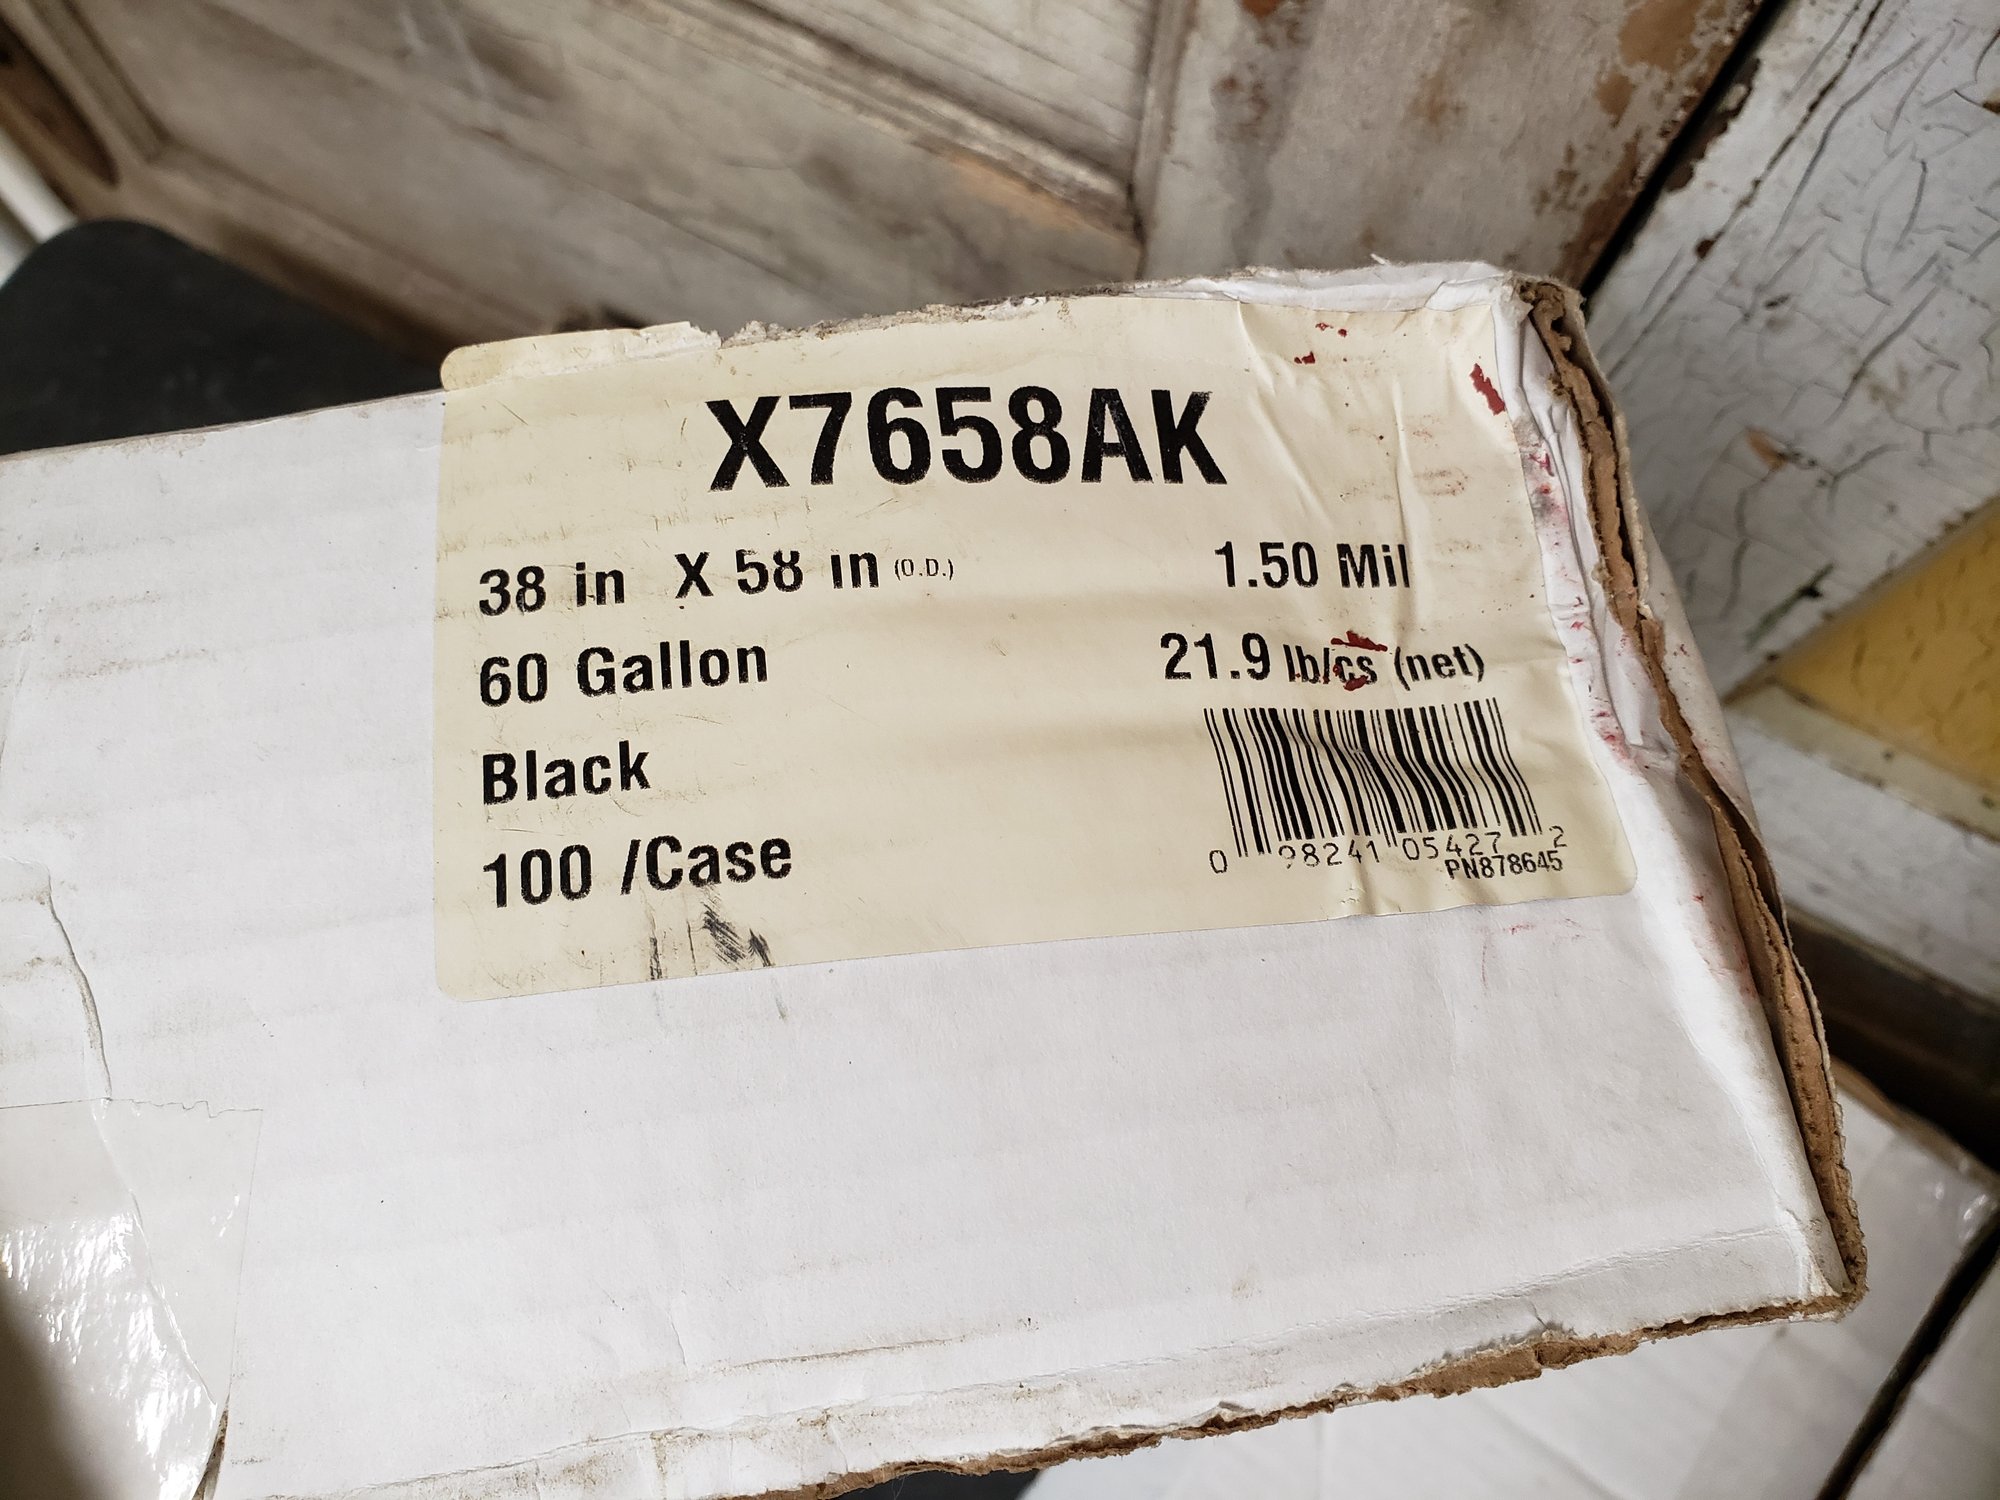 X7658AK
38 in X 58 in (O.D.)
1.50 Mil
60 Gallon
21.9 lb/cs (net)
Black
100 /Case
0 98241 05427 2
PN878645